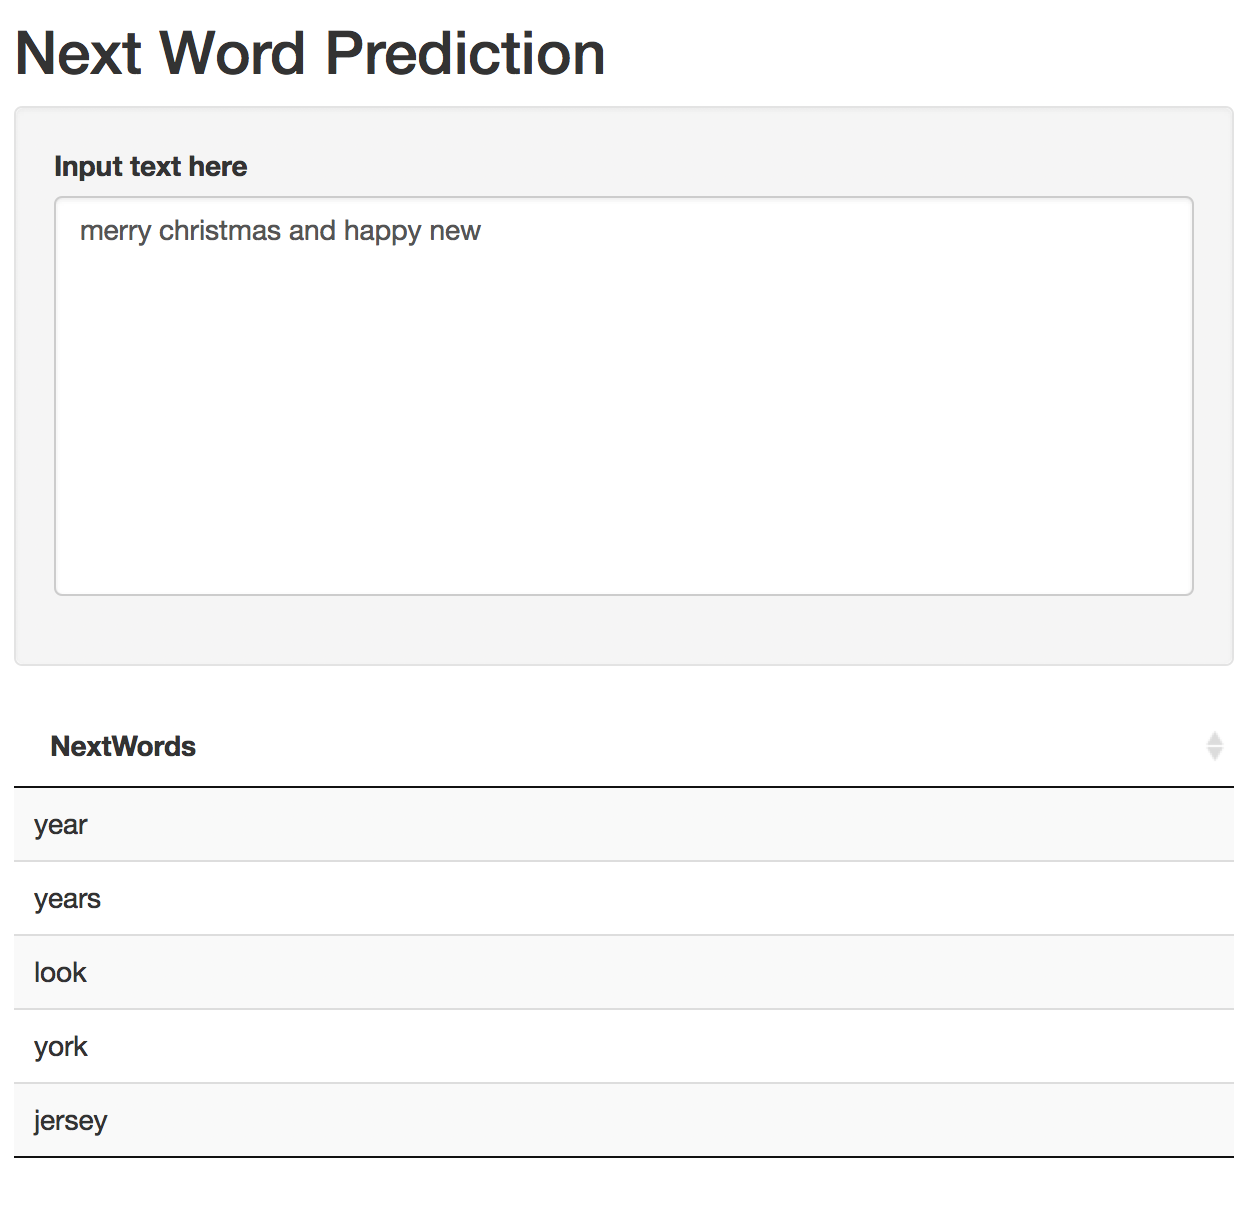 Next Word Prediction
Input text here
merry christmas and happy new
NextWords
year
years
look
york
jersey